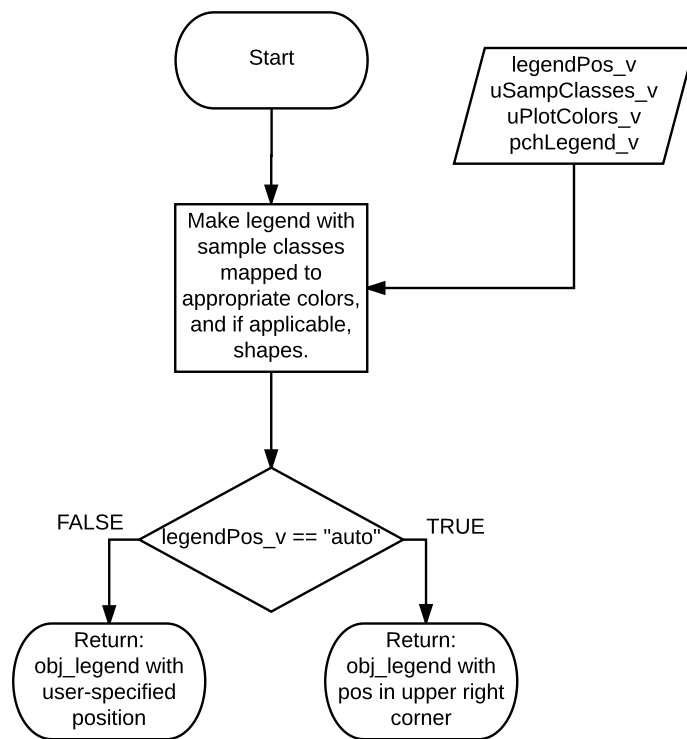 Start
legendPos_v
uSampClasses_v
uPlotColors_v
pchLegend_v
Make legend with
sample classes
mapped to
appropriate colors,
and if applicable,
shapes.
legendPos_v == "auto"
FALSE
TRUE
Return:
obj_legend with
user-specified
position
Return:
obj_legend with
pos in upper right
corner